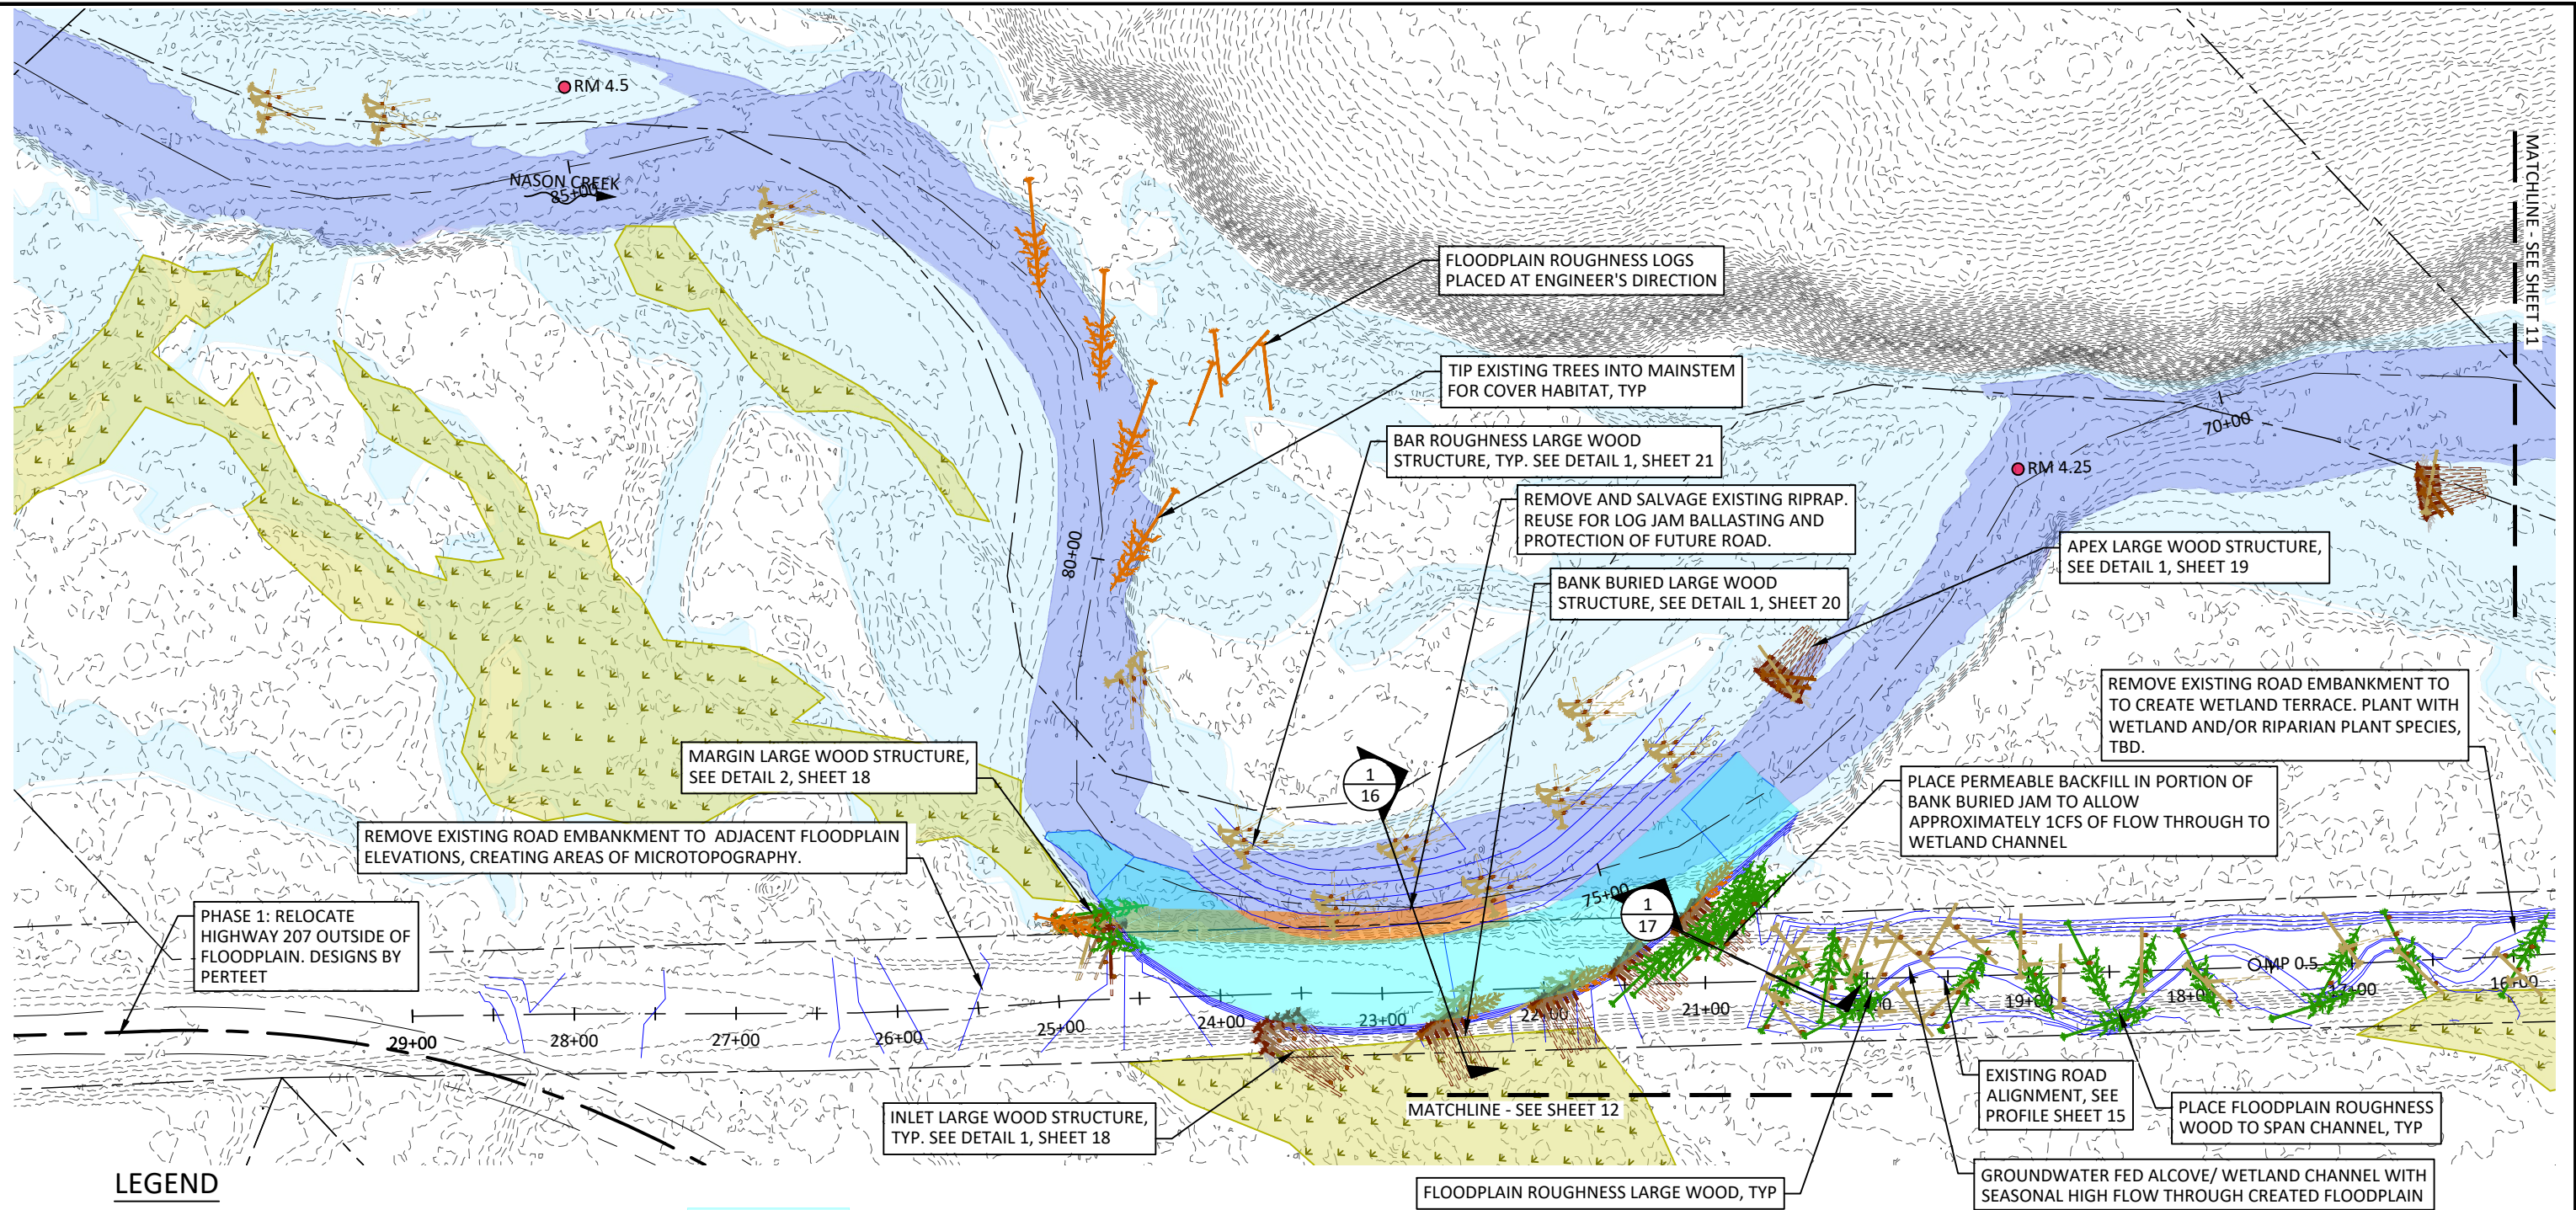 RM 4.5
NASON CREEK
85+00
MATCHLINE - SEE SHEET 11
FLOODPLAIN ROUGHNESS LOGS
PLACED AT ENGINEER'S DIRECTION
TIP EXISTING TREES INTO MAINSTEM
FOR COVER HABITAT, TYP
70+00
BAR ROUGHNESS LARGE WOOD
STRUCTURE, TYP. SEE DETAIL 1, SHEET 21
RM 4.25
REMOVE AND SALVAGE EXISTING RIPRAP.
REUSE FOR LOG JAM BALLASTING AND
PROTECTION OF FUTURE ROAD.
80+00
APEX LARGE WOOD STRUCTURE,
SEE DETAIL 1, SHEET 19
BANK BURIED LARGE WOOD
STRUCTURE, SEE DETAIL 1, SHEET 20
REMOVE EXISTING ROAD EMBANKMENT TO
TO CREATE WETLAND TERRACE. PLANT WITH
WETLAND AND/OR RIPARIAN PLANT SPECIES,
TBD.
MARGIN LARGE WOOD STRUCTURE,
SEE DETAIL 2, SHEET 18
1
16
PLACE PERMEABLE BACKFILL IN PORTION OF
BANK BURIED JAM TO ALLOW
APPROXIMATELY 1CFS OF FLOW THROUGH TO
WETLAND CHANNEL
REMOVE EXISTING ROAD EMBANKMENT TO ADJACENT FLOODPLAIN
ELEVATIONS, CREATING AREAS OF MICROTOPOGRAPHY.
75+00
1
17
PHASE 1: RELOCATE
HIGHWAY 207 OUTSIDE OF
FLOODPLAIN. DESIGNS BY
PERTEET
MP 0.5
29+00
28+00
27+00
26+00
25+00
24+00
23+00
22+00
21+00
19+00
18+00
17+00
16+00
EXISTING ROAD
ALIGNMENT, SEE
PROFILE SHEET 15
PLACE FLOODPLAIN ROUGHNESS
WOOD TO SPAN CHANNEL, TYP
INLET LARGE WOOD STRUCTURE,
TYP. SEE DETAIL 1, SHEET 18
MATCHLINE - SEE SHEET 12
GROUNDWATER FED ALCOVE/ WETLAND CHANNEL WITH
SEASONAL HIGH FLOW THROUGH CREATED FLOODPLAIN
FLOODPLAIN ROUGHNESS LARGE WOOD, TYP
LEGEND